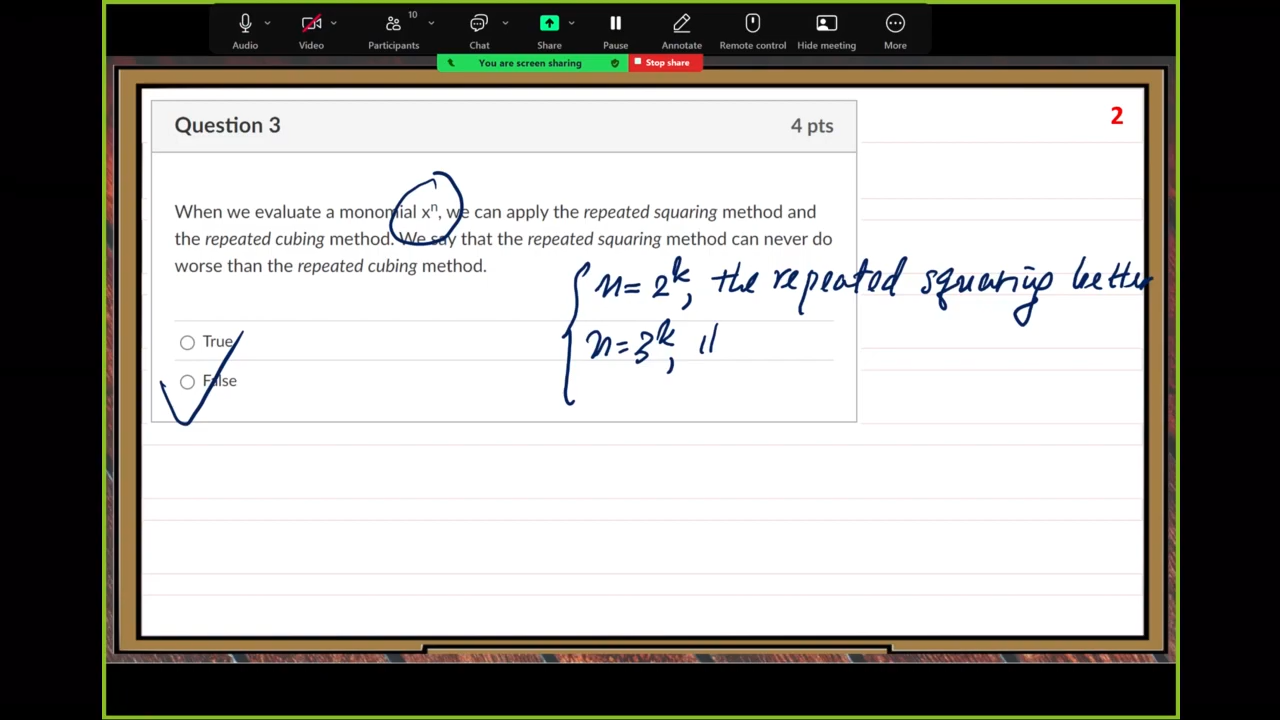 10
Audio Video Participants Chat Share Pause Annotate Remote control Hide meeting More
You are screen sharing Stop share
2
Question 3 4 pts
When we evaluate a monomial xⁿ, we can apply the repeated squaring method and
the repeated cubing method. We say that the repeated squaring method can never do
worse than the repeated cubing method.
n = 2ᵏ, the repeated squaring better
n = 3ᵏ,
True
False